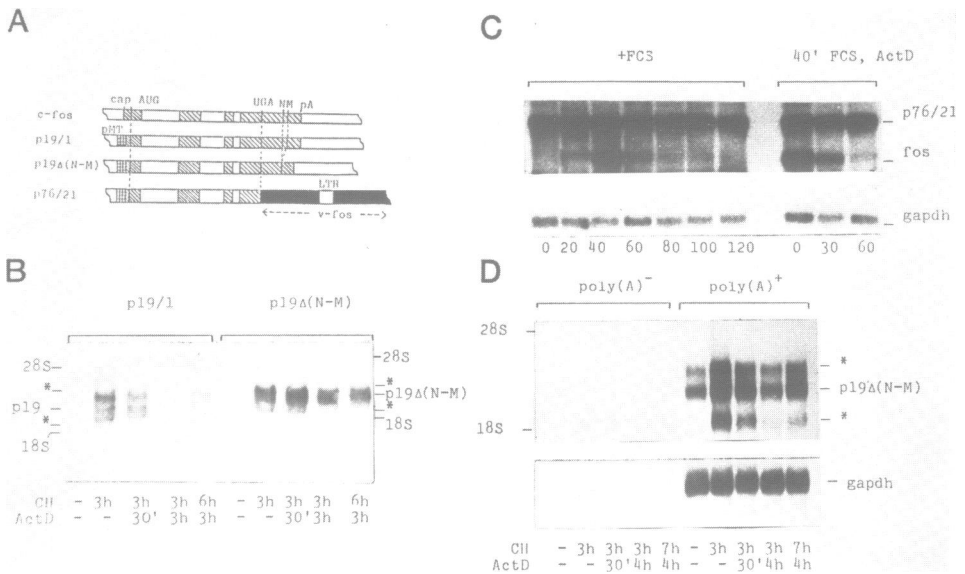 A
cap AUG UGA NM pA
c-fos
pMT
p19/1
p19Δ(N-M)
p76/21
LTR
v-fos
B
p19/1 p19Δ(N-M)
28S
*
p19
*
18S
28S
*
p19Δ(N-M)
*
18S
CH - 3h 3h 3h 6h - 3h 3h 3h 6h
ActD 30' 3h 3h 30' 3h 3h
C
+FCS 40' FCS, ActD
p76/21
fos
gapdh
0 20 40 60 80 100 120 0 30 60
D
poly(A)⁻ poly(A)⁺
28S
*
p19Δ(N-M)
*
18S
gapdh
CH - 3h 3h 3h 7h - 3h 3h 3h 7h
ActD - - 30' 4h 4h - - 30' 4h 4h